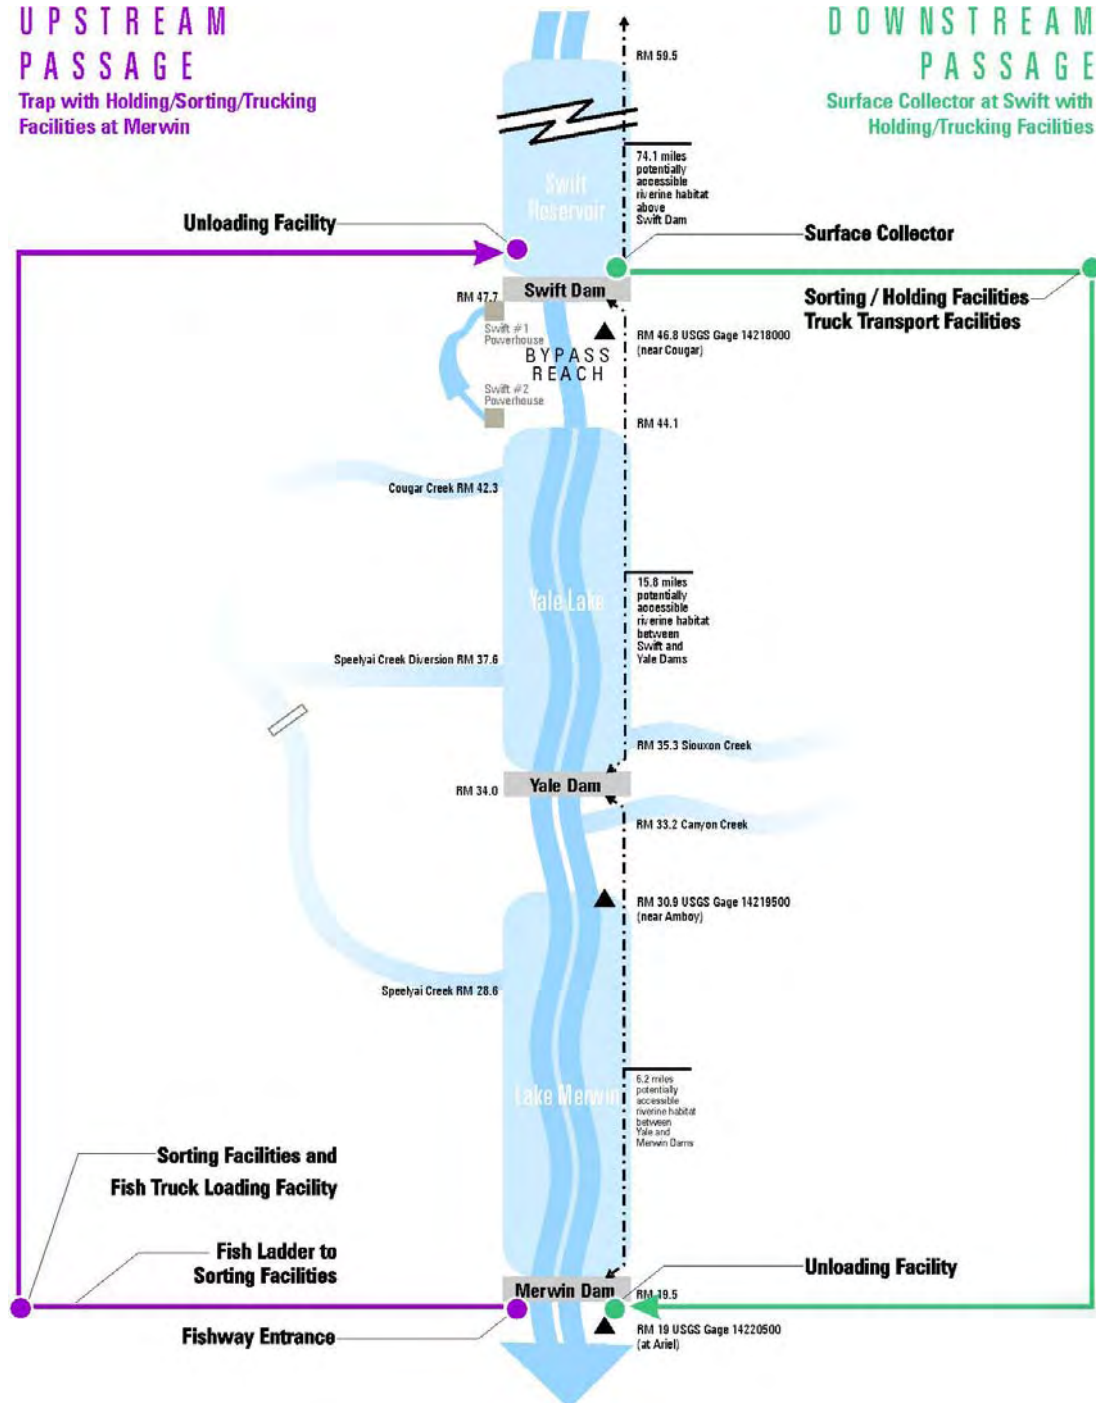 UPSTREAM
PASSAGE
Trap with Holding/Sorting/Trucking
Facilities at Merwin
DOWNSTREAM
PASSAGE
Surface Collector at Swift with
Holding/Trucking Facilities
RM 59.5
74.1 miles
potentially
accessible
riverine habitat
above
Swift Dam
Swift
Reservoir
Unloading Facility
Surface Collector
Swift Dam
RM 47.7
Sorting / Holding Facilities
Truck Transport Facilities
Swift #1
Powerhouse
RM 46.8 USGS Gage 14218000
(near Cougar)
BYPASS
REACH
Swift #2
Powerhouse
RM 44.1
Cougar Creek RM 42.3
Yale Lake
15.8 miles
potentially
accessible
riverine habitat
between
Swift and
Yale Dams
Speelyai Creek Diversion RM 37.6
RM 35.3 Siouxon Creek
Yale Dam
RM 34.0
RM 33.2 Canyon Creek
RM 30.9 USGS Gage 14219500
(near Amboy)
Speelyai Creek RM 28.6
Lake Merwin
6.2 miles
potentially
accessible
riverine habitat
between
Yale and
Merwin Dams
Sorting Facilities and
Fish Truck Loading Facility
Fish Ladder to
Sorting Facilities
Unloading Facility
Merwin Dam
RM 19.5
Fishway Entrance
RM 19 USGS Gage 14220500
(at Ariel)